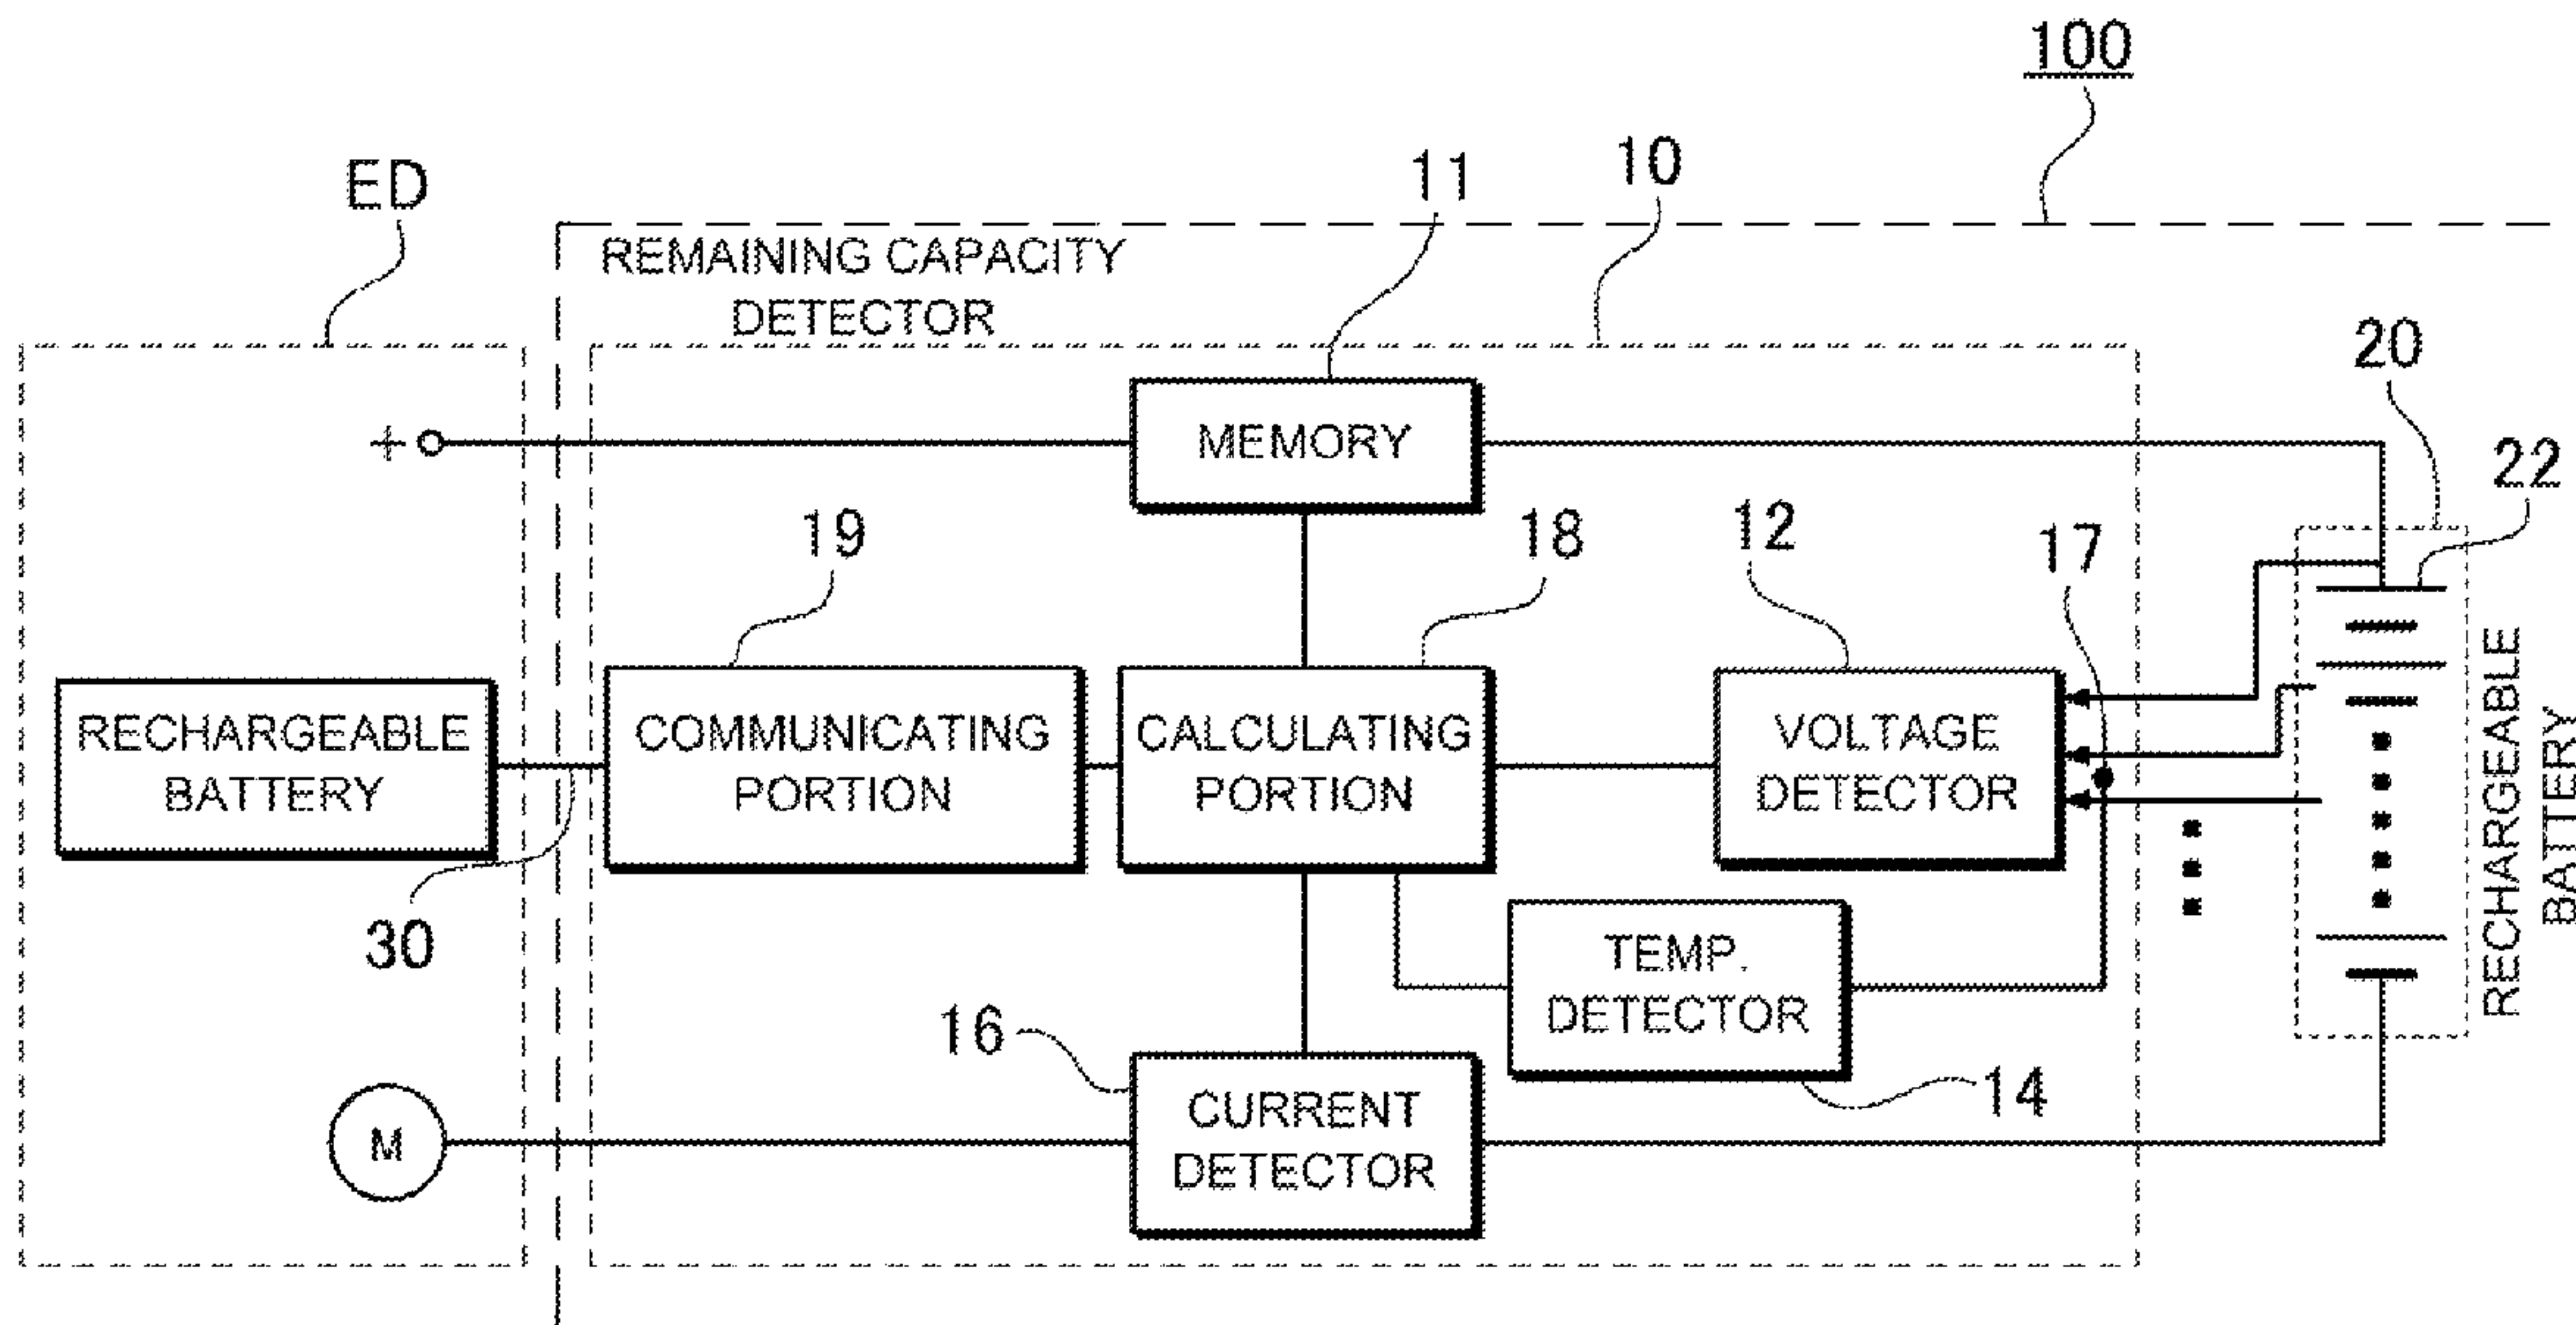 100
ED
11
10
REMAINING CAPACITY
DETECTOR
20
22
+
MEMORY
19
18
12
17
RECHARGEABLE
BATTERY
COMMUNICATING
PORTION
CALCULATING
PORTION
VOLTAGE
DETECTOR
RECHARGEABLE
BATTERY
30
TEMP.
DETECTOR
16
14
CURRENT
DETECTOR
M